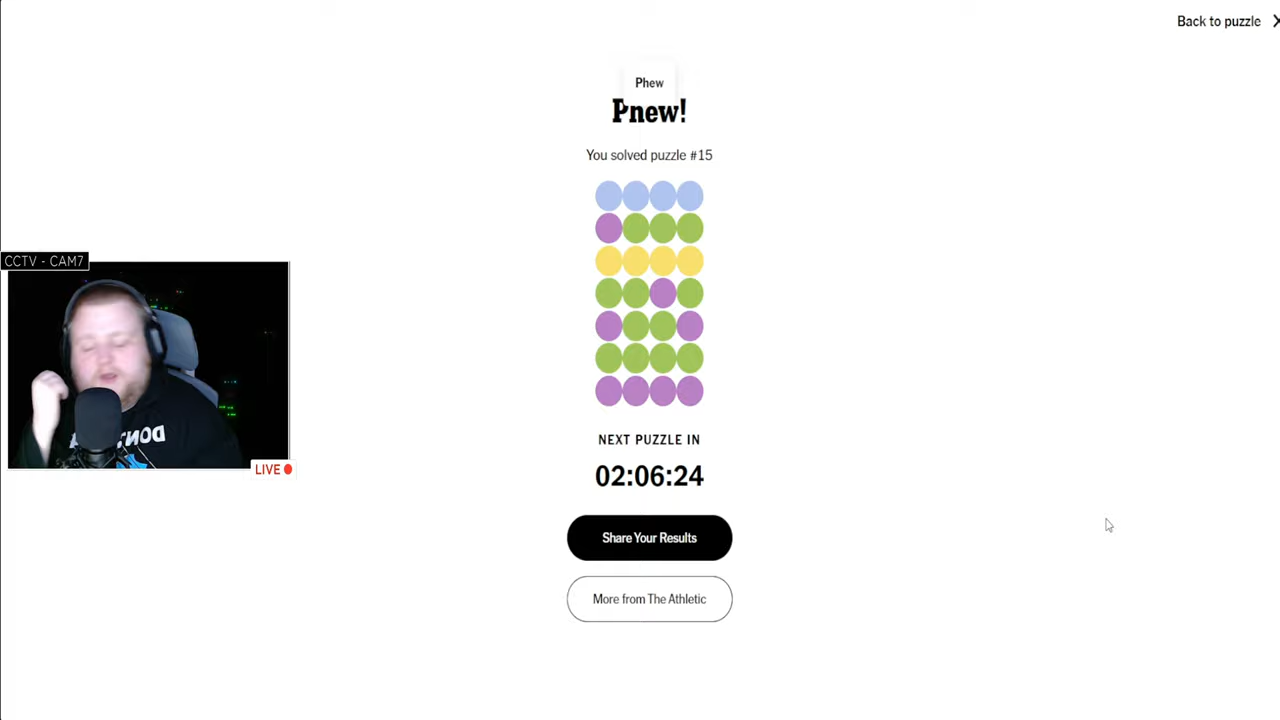 Back to puzzle
Phew
Phew!
You solved puzzle #15
CCTV - CAM7
LIVE
NEXT PUZZLE IN
02:06:24
Share Your Results
More from The Athletic